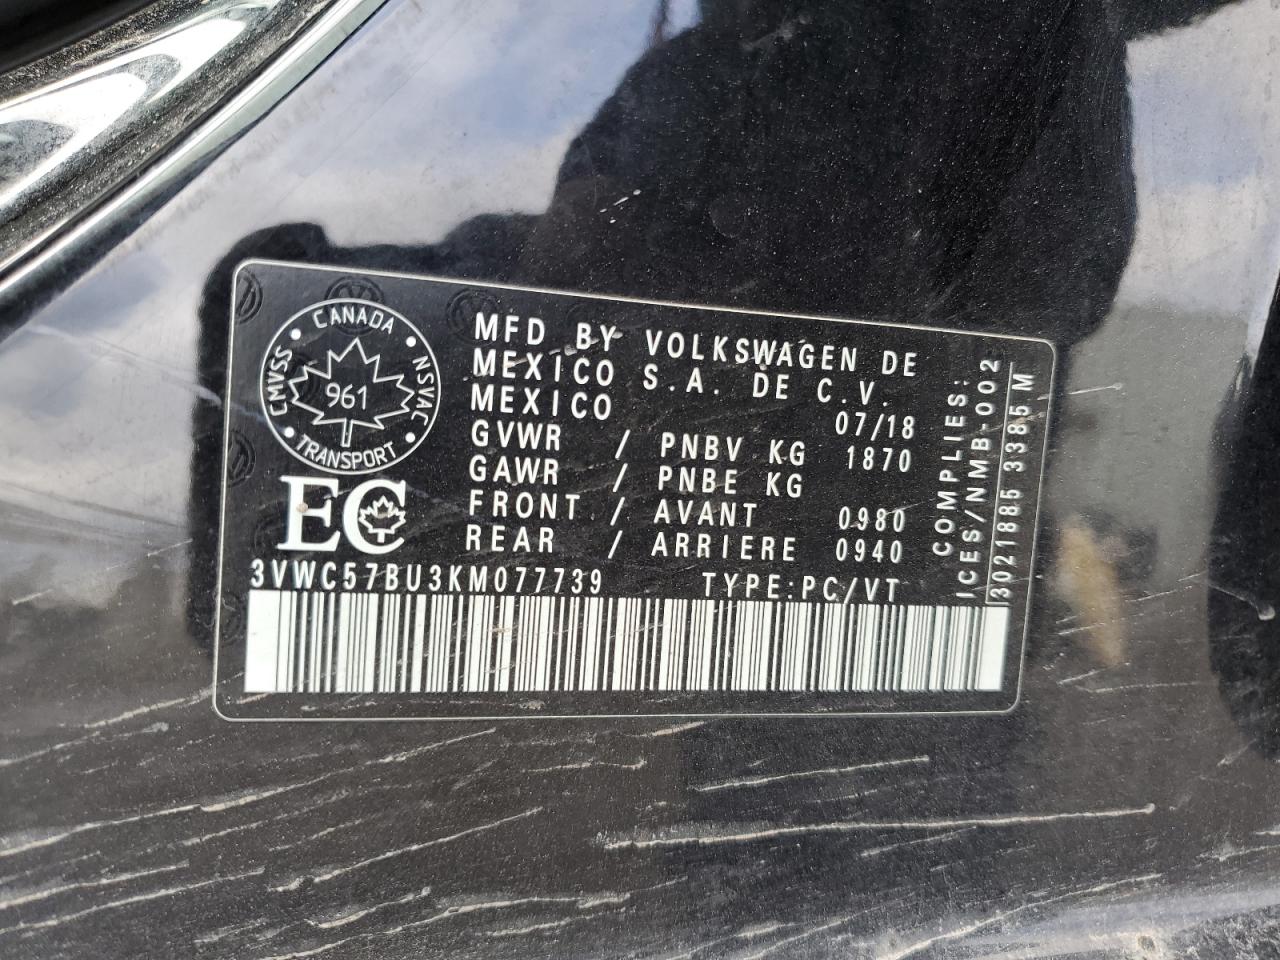 CANADA
CMVSS
NSVAC
961
TRANSPORT
EC
MFD BY VOLKSWAGEN DE
MEXICO S.A. DE C.V.
MEXICO 07/18
GVWR / PNBV KG 1870
GAWR / PNBE KG
FRONT / AVANT 0980
REAR / ARRIERE 0940
3VWC57BU3KM077739 TYPE:PC/VT
COMPLIES:
ICES/NMB-002
3021885 3385 M